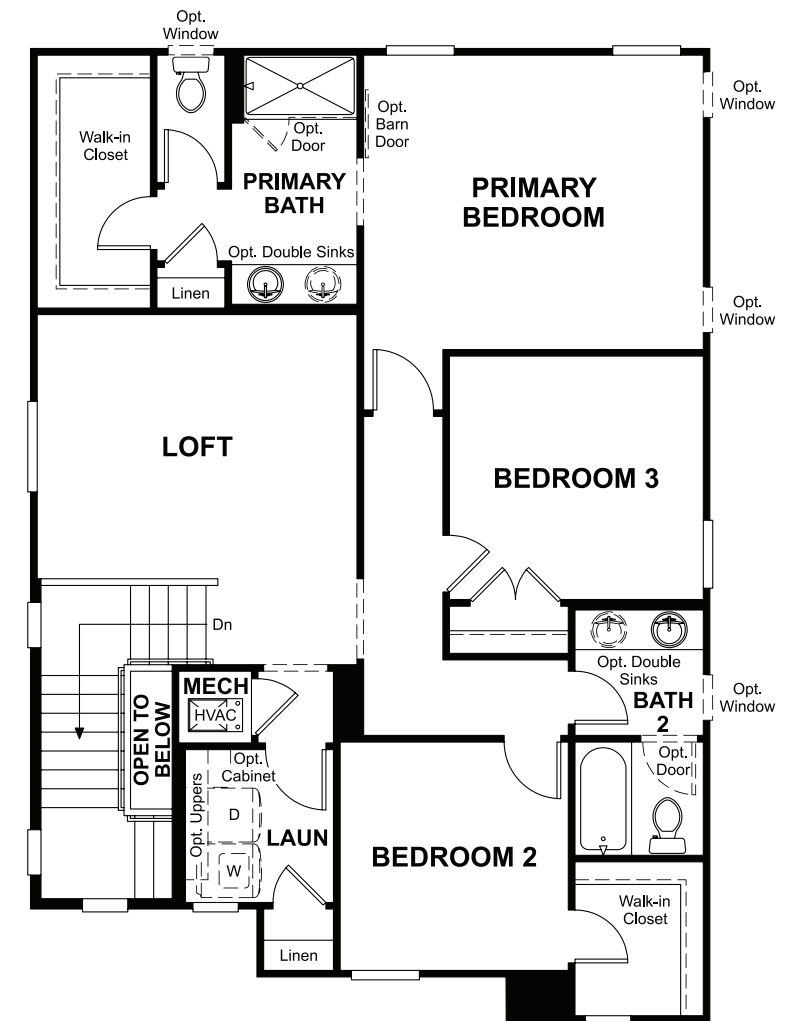 Opt.
Window
Walk-in
Closet
Opt.
Door
Opt.
Barn
Door
Opt.
Window
PRIMARY
BATH
PRIMARY
BEDROOM
Opt. Double Sinks
Linen
Opt.
Window
LOFT
BEDROOM 3
Dn
Opt. Double
Sinks
MECH
HVAC
OPEN TO
BELOW
BATH
2
Opt.
Window
Opt.
Cabinet
Opt.
Door
Opt. Uppers
D
LAUN
W
BEDROOM 2
Walk-in
Closet
Linen